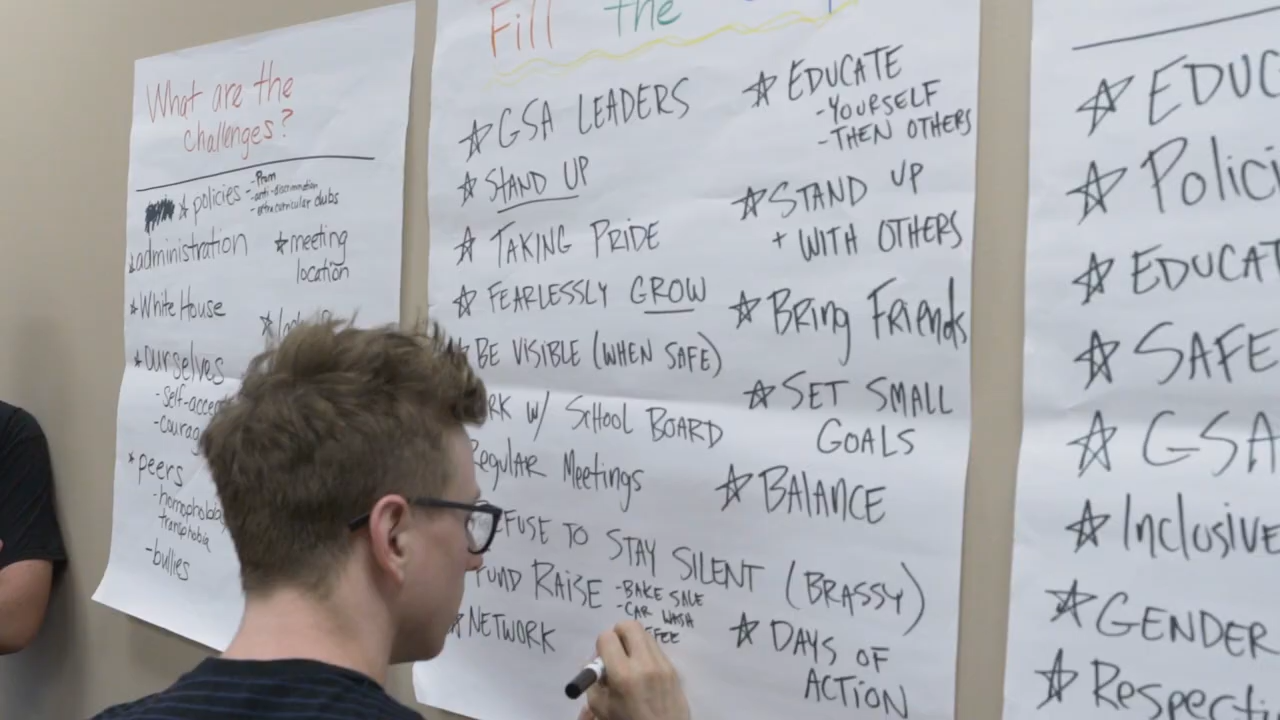 What are the
challenges?
policies
- Prom
- anti-discrimination
- extracurricular clubs
administration
meeting
location
White House
ourselves
- self-accep
- courag
peers
- homophobia
transphobia
- bullies
Fill the
GSA LEADERS
STAND UP
TAKING PRIDE
FEARLESSLY GROW
BE VISIBLE (WHEN SAFE)
RK W/ SCHOOL BOARD
Regular Meetings
EFUSE TO STAY SILENT (BRASSY)
FUND RAISE
- BAKE SALE
- CAR WASH
FEE
NETWORK
EDUCATE
- YOURSELF
- THEN OTHERS
STAND UP
+ WITH OTHERS
Bring Friends
SET SMALL
GOALS
BALANCE
DAYS OF
ACTION
EDUC
Polici
EDUCAT
SAFE
GSA
Inclusive
GENDER
Respecti